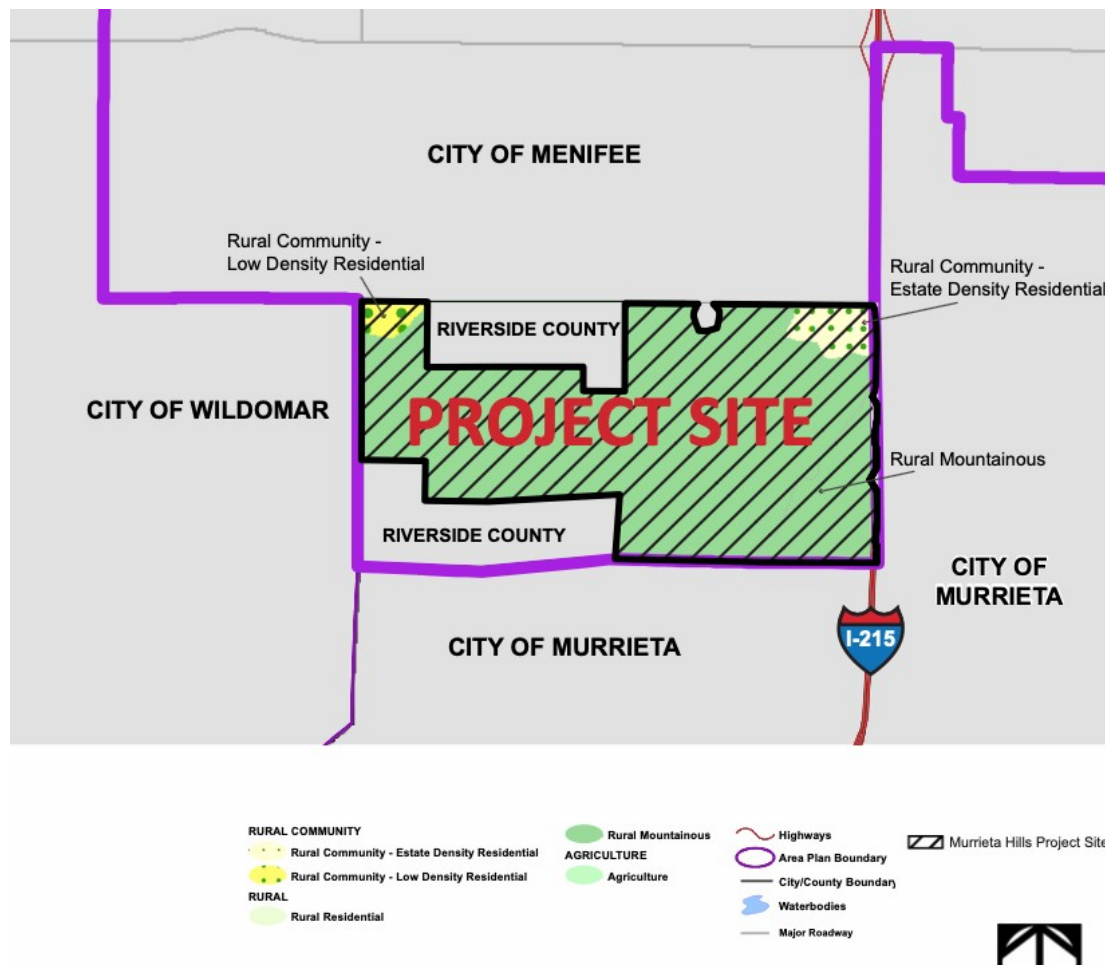 CITY OF MENIFEE
Rural Community -
Low Density Residential
Rural Community -
Estate Density Residential
RIVERSIDE COUNTY
CITY OF WILDOMAR
PROJECT SITE
Rural Mountainous
RIVERSIDE COUNTY
CITY OF
MURRIETA
CITY OF MURRIETA
I-215
RURAL COMMUNITY
Rural Community - Estate Density Residential
Rural Community - Low Density Residential
RURAL
Rural Residential
Rural Mountainous
AGRICULTURE
Agriculture
Highways
Area Plan Boundary
City/County Boundary
Waterbodies
Major Roadway
Murrieta Hills Project Site